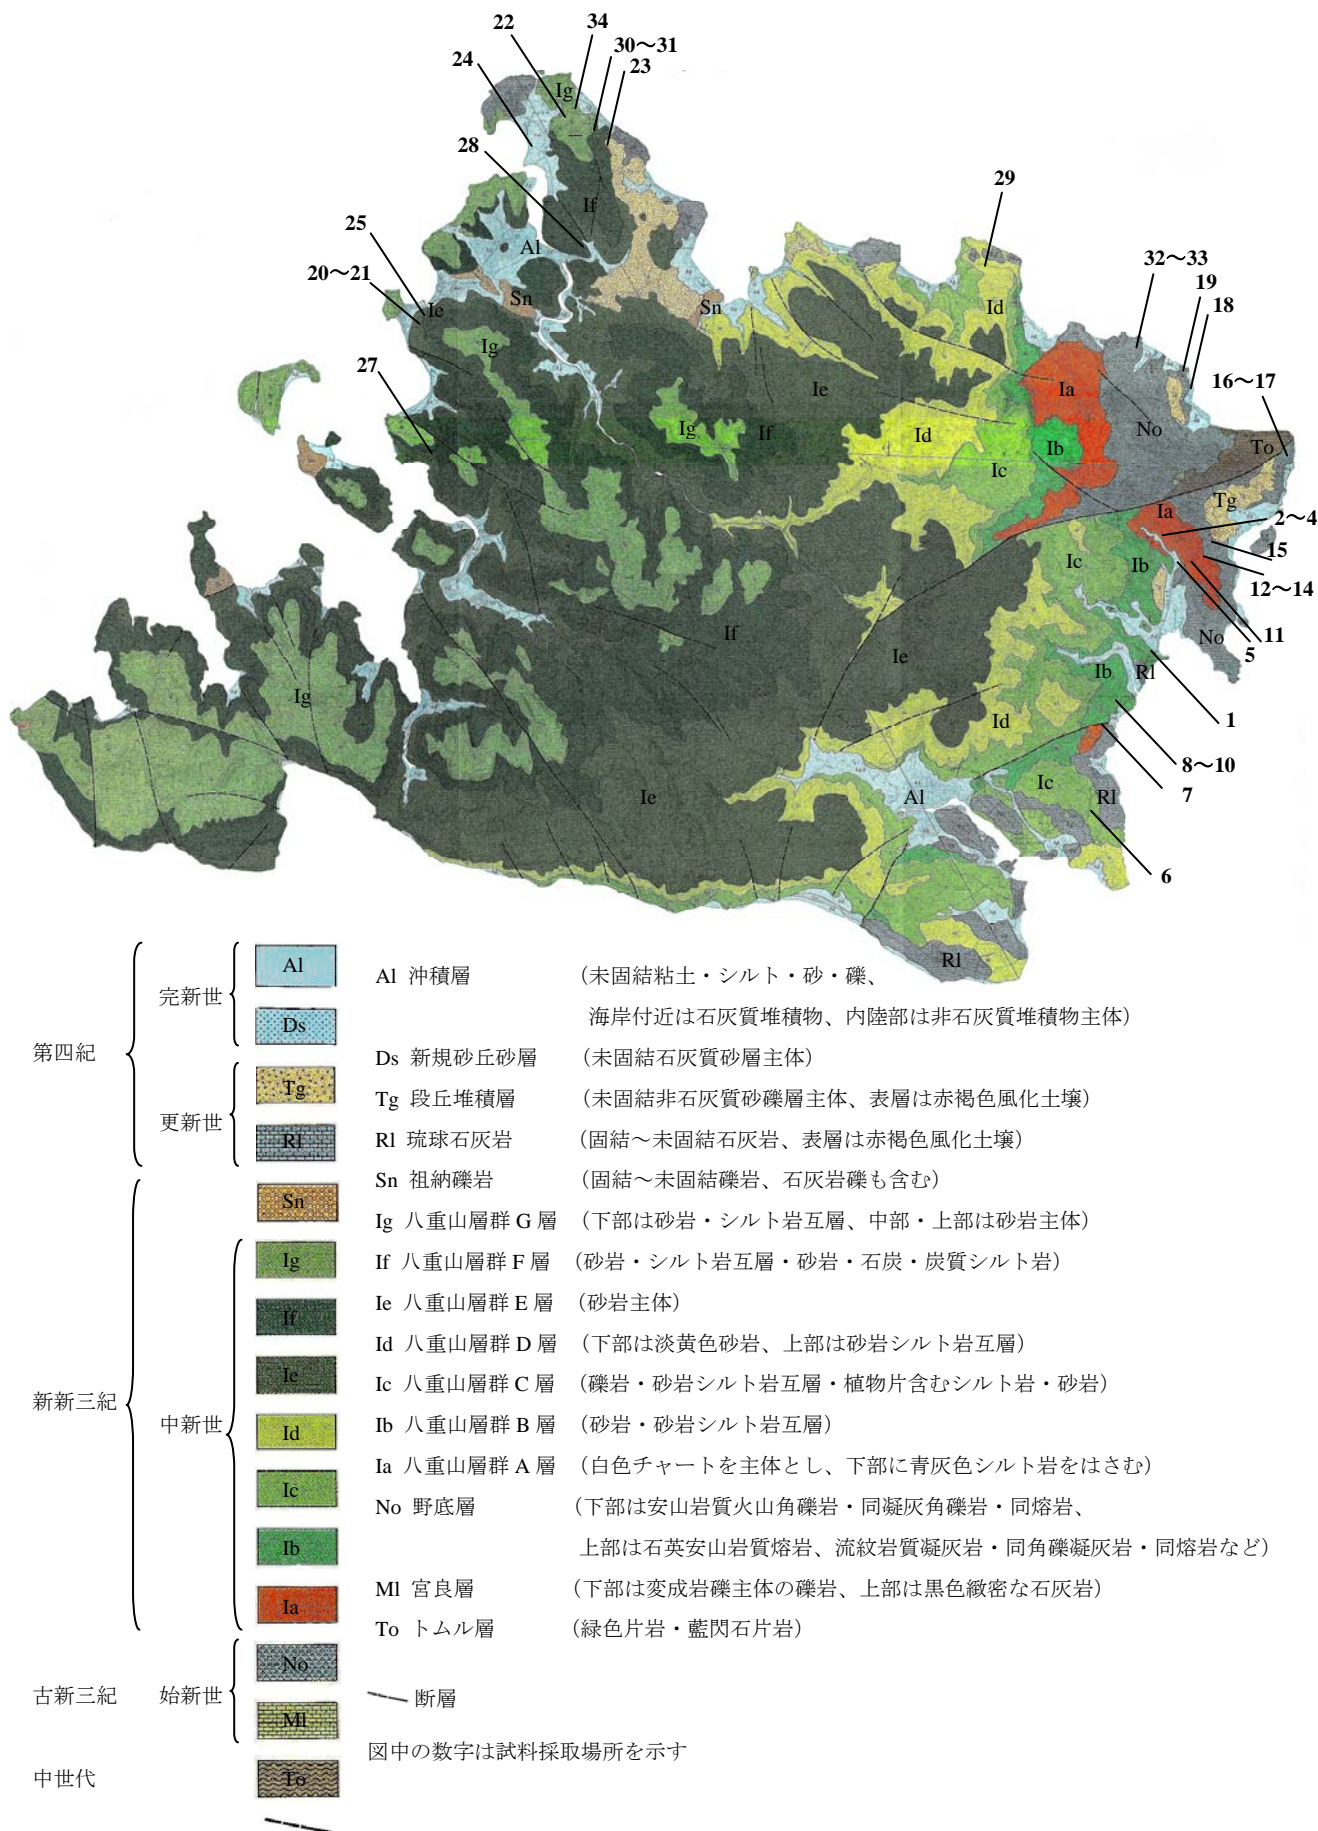 22
34
30～31
23
24
Ig
28
29
If
25
Al
32～33
20～21
19
Ie
Sn
Sn
Id
18
Ig
27
Ie
Ia
16～17
Ig
If
Id
No
Ib
To
Ic
Tg
Ia
2～4
15
Ic
Ib
12～14
If
No
11
5
Ie
Ib
Rl
Ig
Id
1
8～10
7
Ie
Al
Ic
Rl
6
Rl
第四紀
完新世
更新世
新新三紀
中新世
古新三紀
始新世
中世代
Al
Ds
Tg
Rl
Sn
Ig
If
Ie
Id
Ic
Ib
Ia
No
Ml
To
Al 沖積層 （未固結粘土・シルト・砂・礫、
海岸付近は石灰質堆積物、内陸部は非石灰質堆積物主体）
Ds 新規砂丘砂層 （未固結石灰質砂層主体）
Tg 段丘堆積層 （未固結非石灰質砂礫層主体、表層は赤褐色風化土壌）
Rl 琉球石灰岩 （固結～未固結石灰岩、表層は赤褐色風化土壌）
Sn 祖納礫岩 （固結～未固結礫岩、石灰岩礫も含む）
Ig 八重山層群 G 層 （下部は砂岩・シルト岩互層、中部・上部は砂岩主体）
If 八重山層群 F 層 （砂岩・シルト岩互層・砂岩・石炭・炭質シルト岩）
Ie 八重山層群 E 層 （砂岩主体）
Id 八重山層群 D 層 （下部は淡黄色砂岩、上部は砂岩シルト岩互層）
Ic 八重山層群 C 層 （礫岩・砂岩シルト岩互層・植物片含むシルト岩・砂岩）
Ib 八重山層群 B 層 （砂岩・砂岩シルト岩互層）
Ia 八重山層群 A 層 （白色チャートを主体とし、下部に青灰色シルト岩をはさむ）
No 野底層 （下部は安山岩質火山角礫岩・同凝灰角礫岩・同熔岩、
上部は石英安山岩質熔岩、流紋岩質凝灰岩・同角礫凝灰岩・同熔岩など）
Ml 宮良層 （下部は変成岩礫主体の礫岩、上部は黒色緻密な石灰岩）
To トムル層 （緑色片岩・藍閃石片岩）
断層
図中の数字は試料採取場所を示す